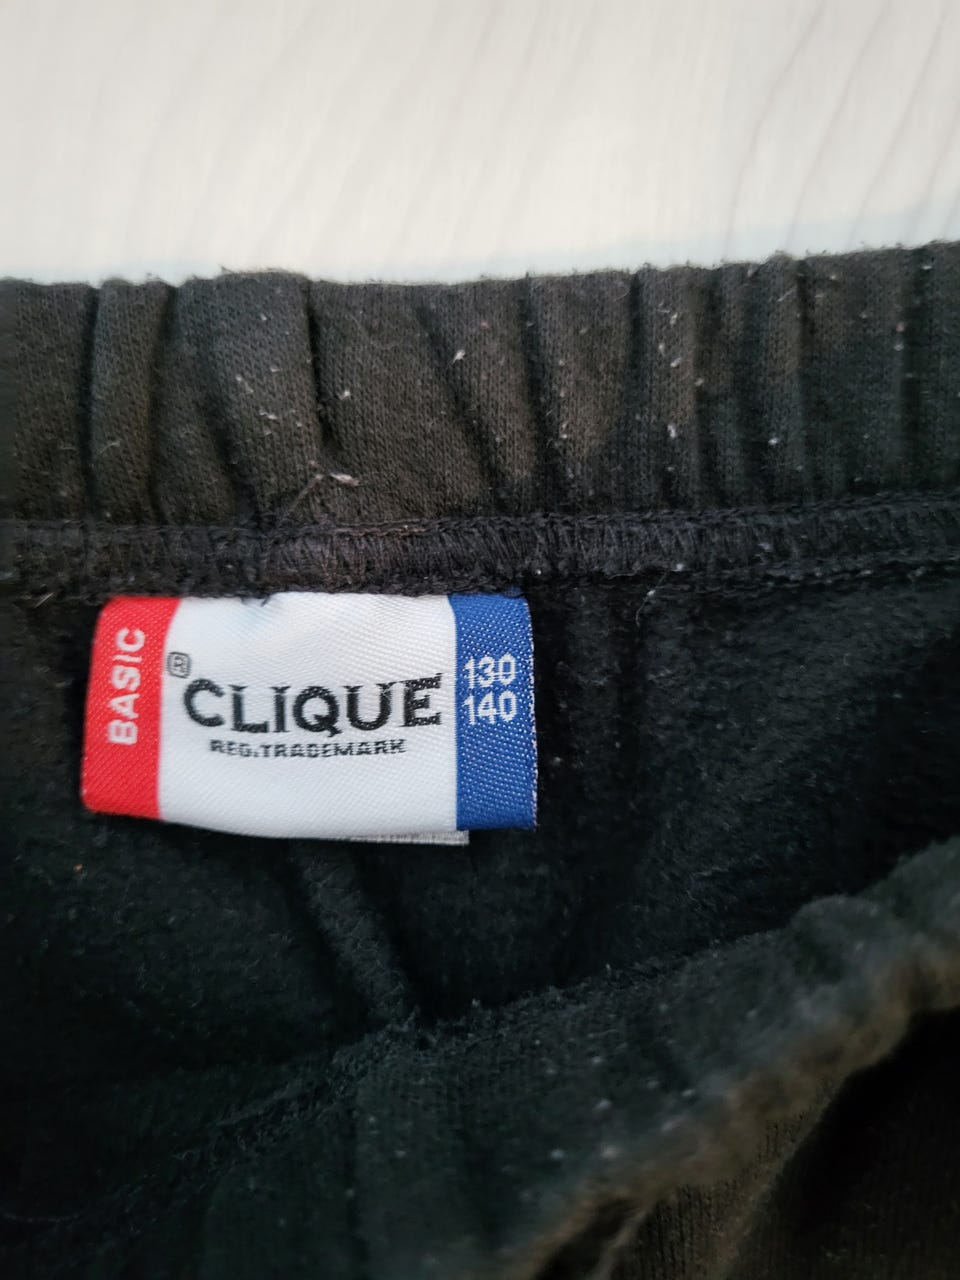 BASIC
®
CLIQUE
REG.TRADEMARK
130
140